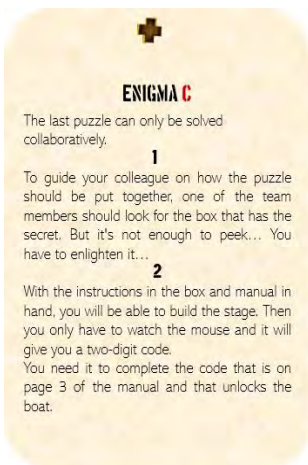 ENIGMA C
The last puzzle can only be solved
collaboratively.
1
To guide your colleague on how the puzzle
should be put together, one of the team
members should look for the box that has the
secret. But it's not enough to peek... You
have to enlighten it...
2
With the instructions in the box and manual in
hand, you will be able to build the stage. Then
you only have to watch the mouse and it will
give you a two-digit code.
You need it to complete the code that is on
page 3 of the manual and that unlocks the
boat.